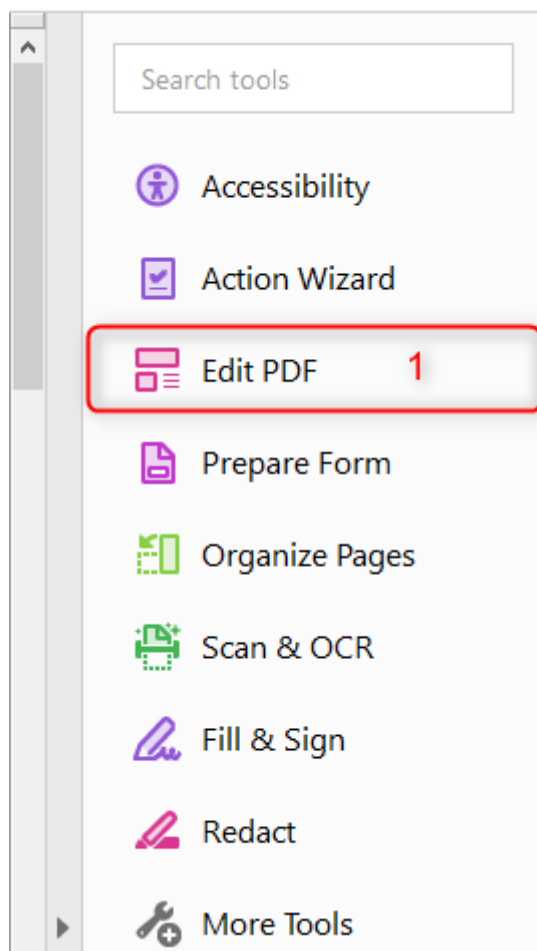 Search tools
Accessibility
Action Wizard
Edit PDF 1
Prepare Form
Organize Pages
Scan & OCR
Fill & Sign
Redact
More Tools